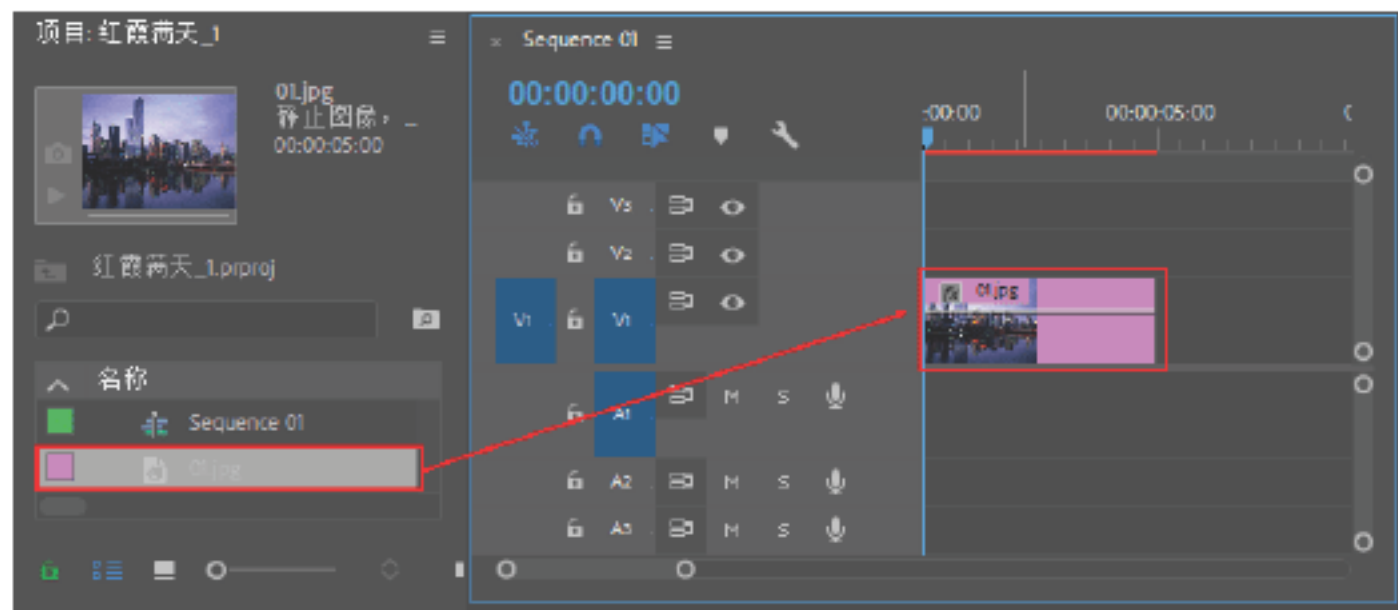 项目: 红霞满天_1
01.jpg
静止图像，_
00:00:05:00
红霞满天_1.prproj
名称
Sequence 01
01.jpg
× Sequence 01
00:00:00:00
:00:00
00:00:05:00
V3
V2
V1
V1
01.jpg
A1
M
S
A2
M
S
A3
M
S